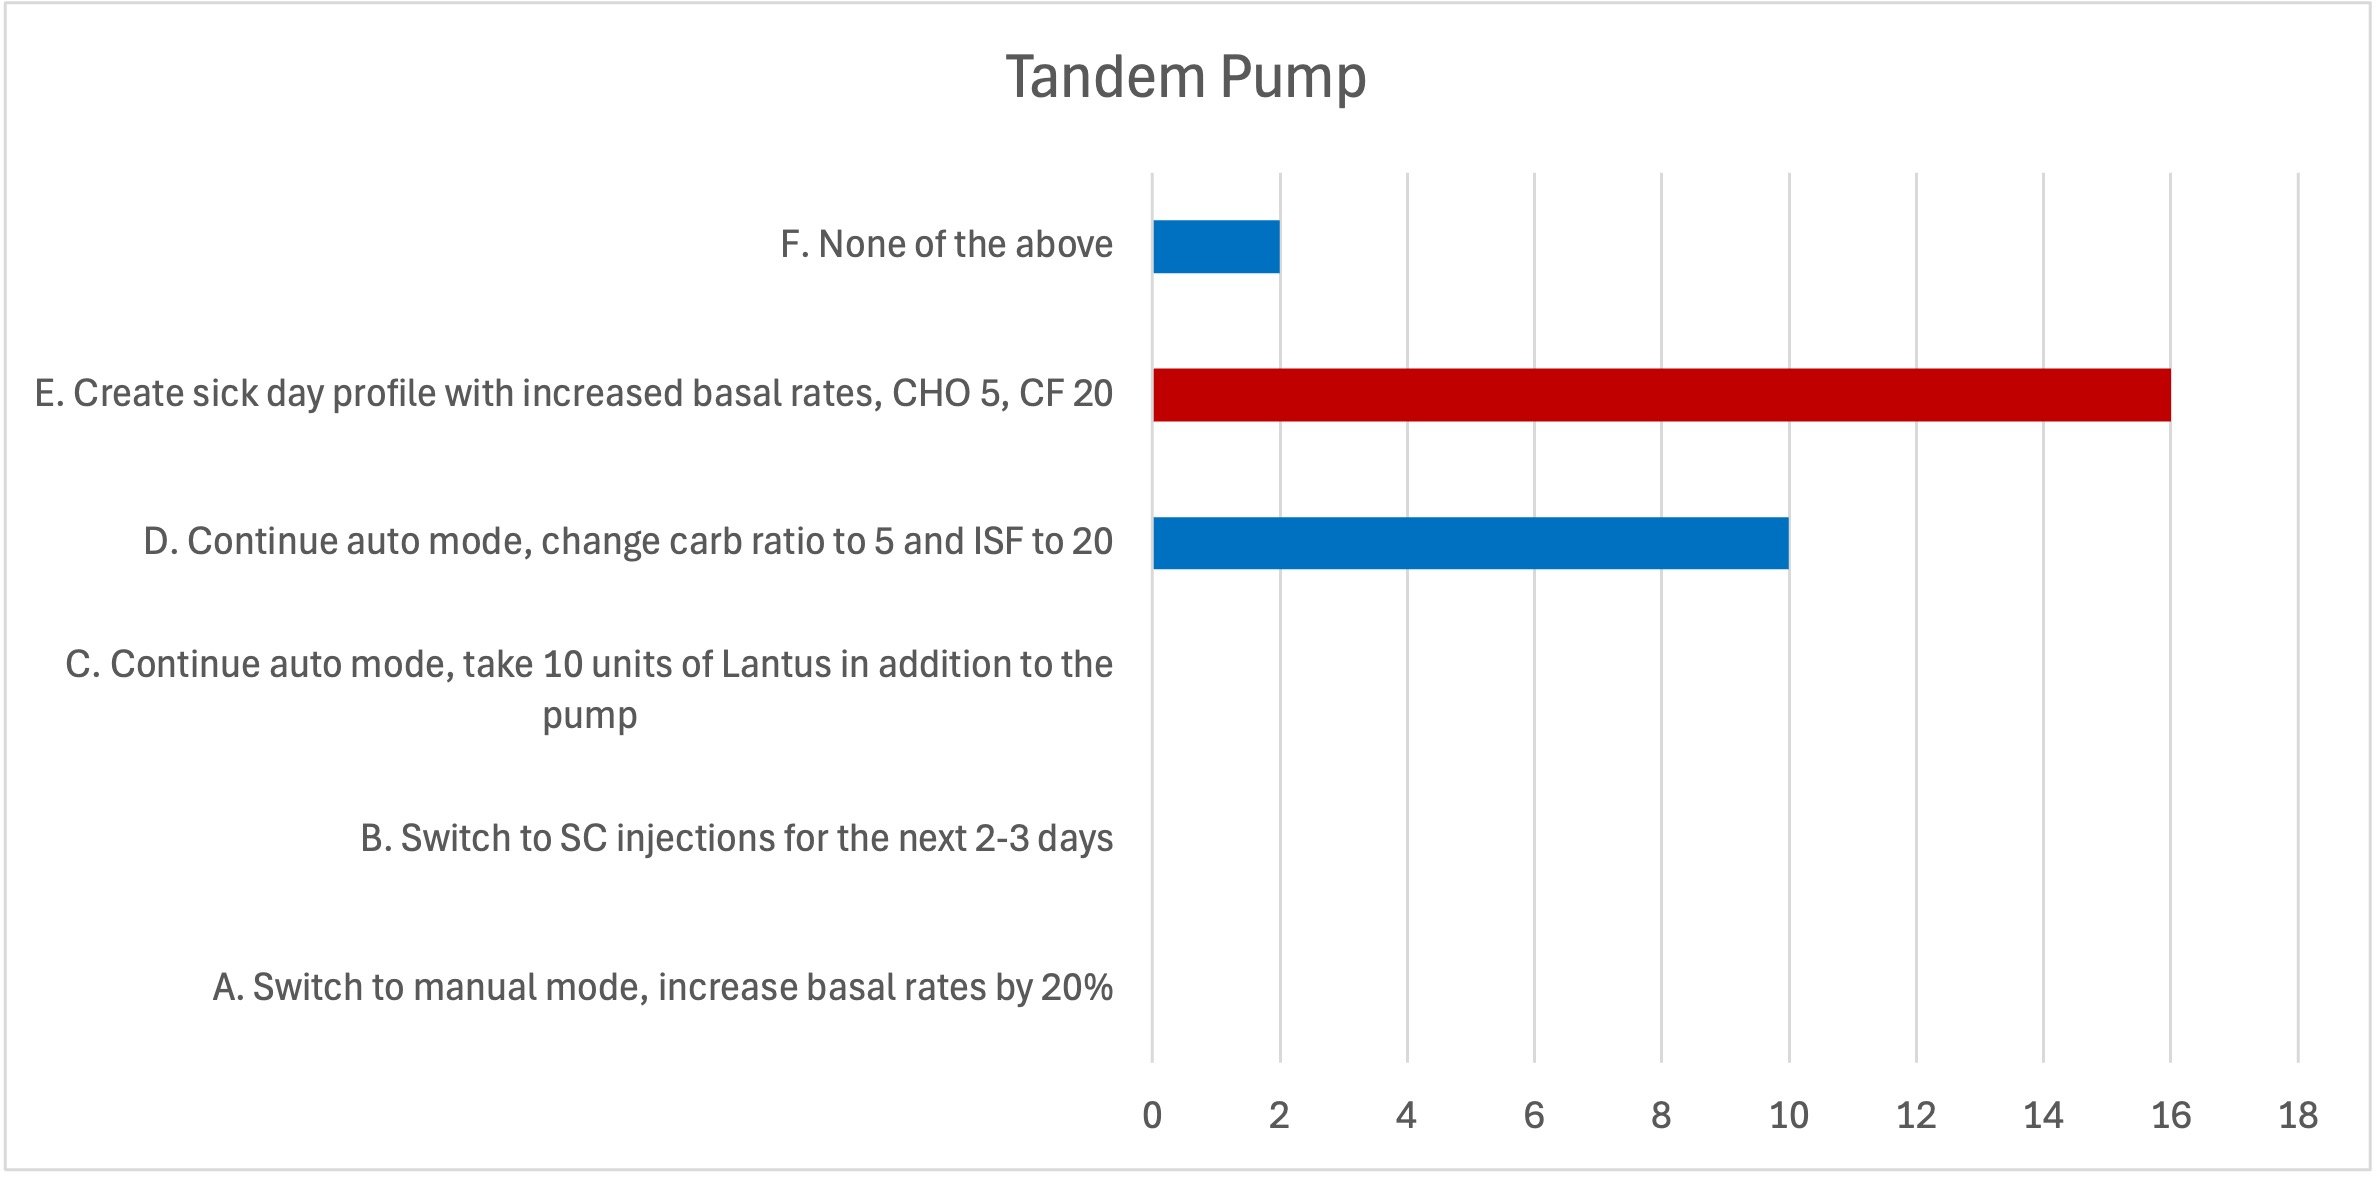 Tandem Pump
F. None of the above
E. Create sick day profile with increased basal rates, CHO 5, CF 20
D. Continue auto mode, change carb ratio to 5 and ISF to 20
C. Continue auto mode, take 10 units of Lantus in addition to the
pump
B. Switch to SC injections for the next 2-3 days
A. Switch to manual mode, increase basal rates by 20%
0 2 4 6 8 10 12 14 16 18